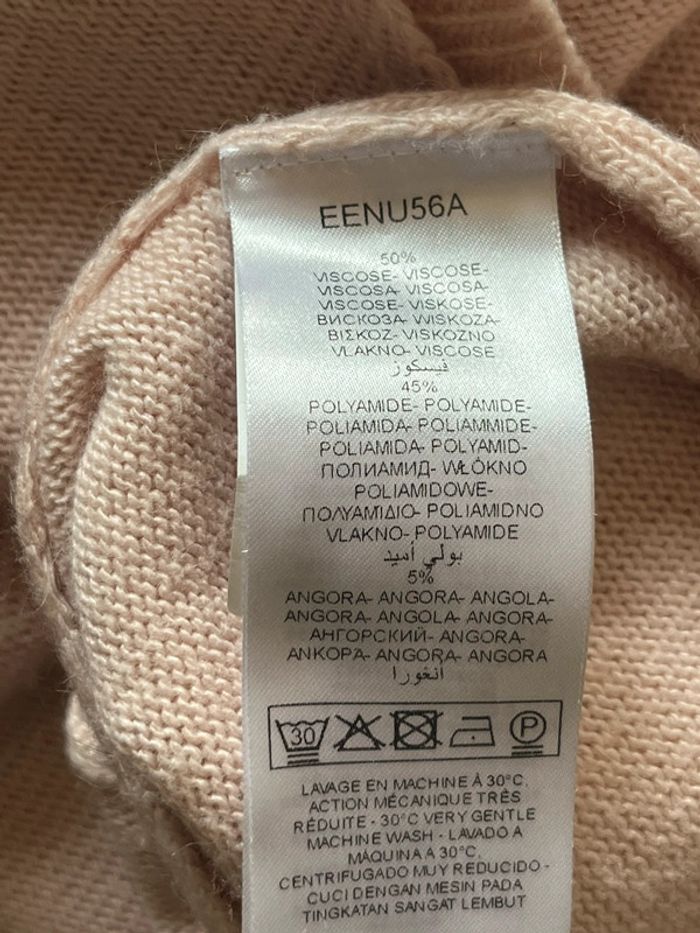 EENU56A
50%
VISCOSE- VISCOSE-
VISCOSA- VISCOSA-
VISCOSE- VISKOSE-
ВИСКОЗА- WISKOZA-
ΒΙΣΚΟΖ- VISKOZNO
VLAKNO- VISCOSE
فيسكوز
45%
POLYAMIDE- POLYAMIDE-
POLIAMIDA- POLIAMMIDE-
POLIAMIDA- POLYAMID-
ПОЛИАМИД- WŁÓKNO
POLIAMIDOWE-
ΠΟΛΥΑΜΙΔΙΟ- POLIAMIDNO
VLAKNO- POLYAMIDE
بولي أميد
5%
ANGORA- ANGORA- ANGOLA-
ANGORA- ANGOLA- ANGORA-
АНГОРСКИЙ- ANGORA-
ΑΝΚΟΡΑ- ANGORA- ANGORA
انغورا
30 P
LAVAGE EN MACHINE À 30°C,
ACTION MÉCANIQUE TRÈS
RÉDUITE - 30°C VERY GENTLE
MACHINE WASH - LAVADO A
MÁQUINA A 30°C,
CENTRIFUGADO MUY REDUCIDO -
CUCI DENGAN MESIN PADA
TINGKATAN SANGAT LEMBUT